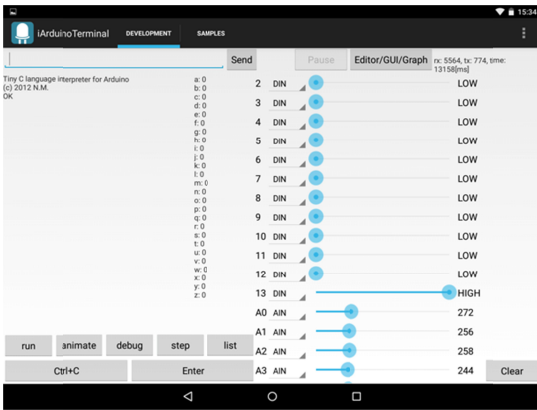 15:34
iArduinoTerminal DEVELOPMENT SAMPLES
Send Pause Editor/GUI/Graph rx: 5564, tx: 774, time: 13158[ms]
Tiny C language interpreter for Arduino
(c) 2012 N.M.
OK
a: 0
b: 0
c: 0
d: 0
e: 0
f: 0
g: 0
h: 0
i: 0
j: 0
k: 0
l: 0
m: 0
n: 0
o: 0
p: 0
q: 0
r: 0
s: 0
t: 0
u: 0
v: 0
w: 0
x: 0
y: 0
z: 0
2 DIN LOW
3 DIN LOW
4 DIN LOW
5 DIN LOW
6 DIN LOW
7 DIN LOW
8 DIN LOW
9 DIN LOW
10 DIN LOW
11 DIN LOW
12 DIN LOW
13 DIN HIGH
A0 AIN 272
A1 AIN 256
A2 AIN 258
A3 AIN 244
run animate debug step list
Ctrl+C Enter Clear